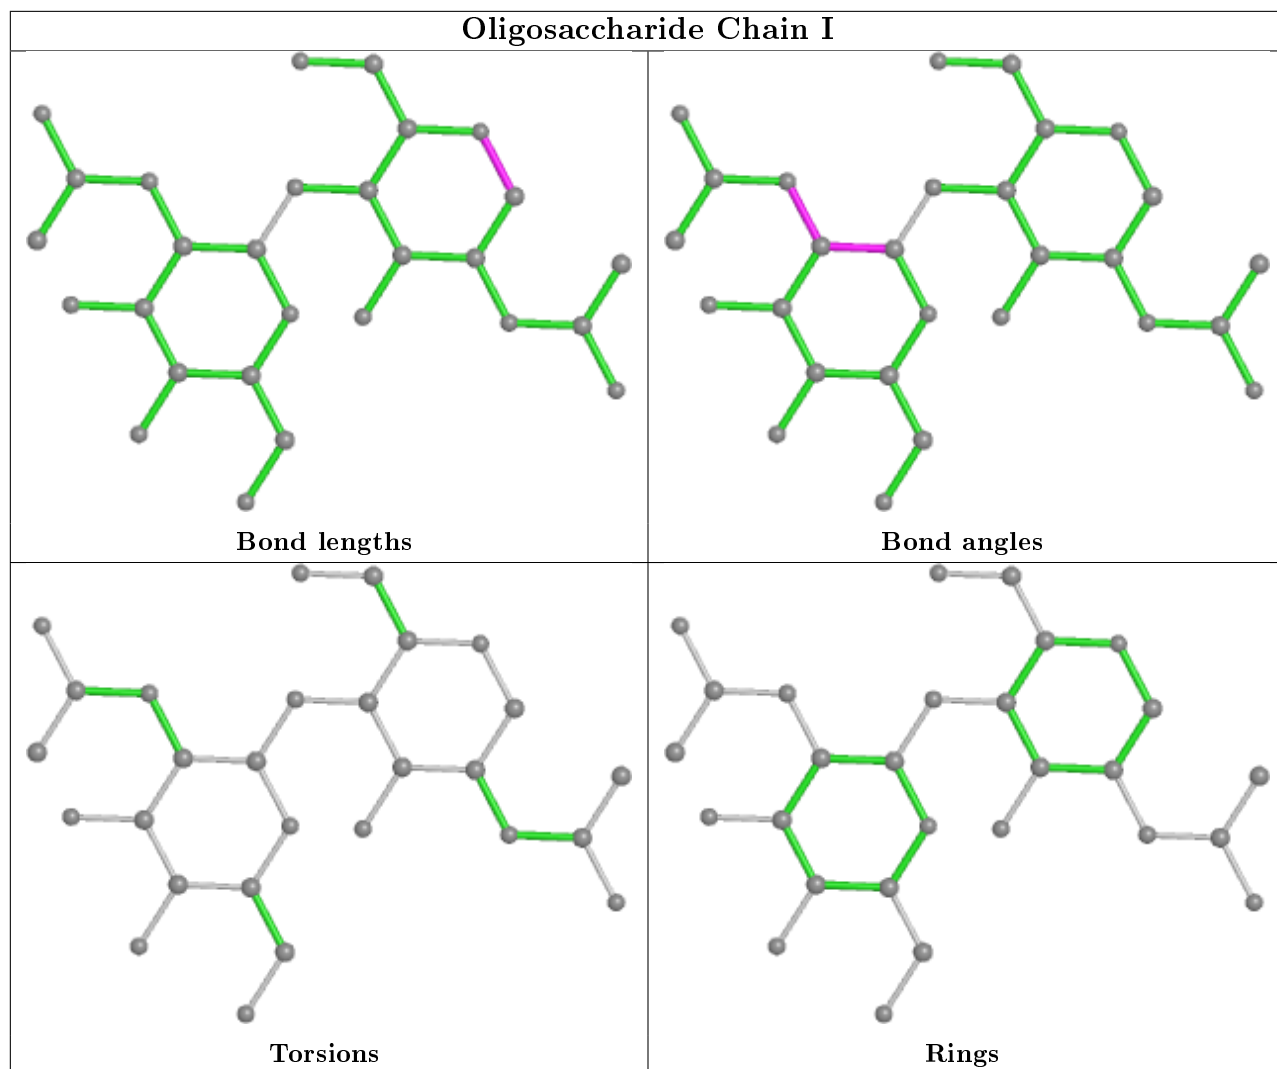 Oligosaccharide Chain I
Bond lengths
Bond angles
Torsions
Rings